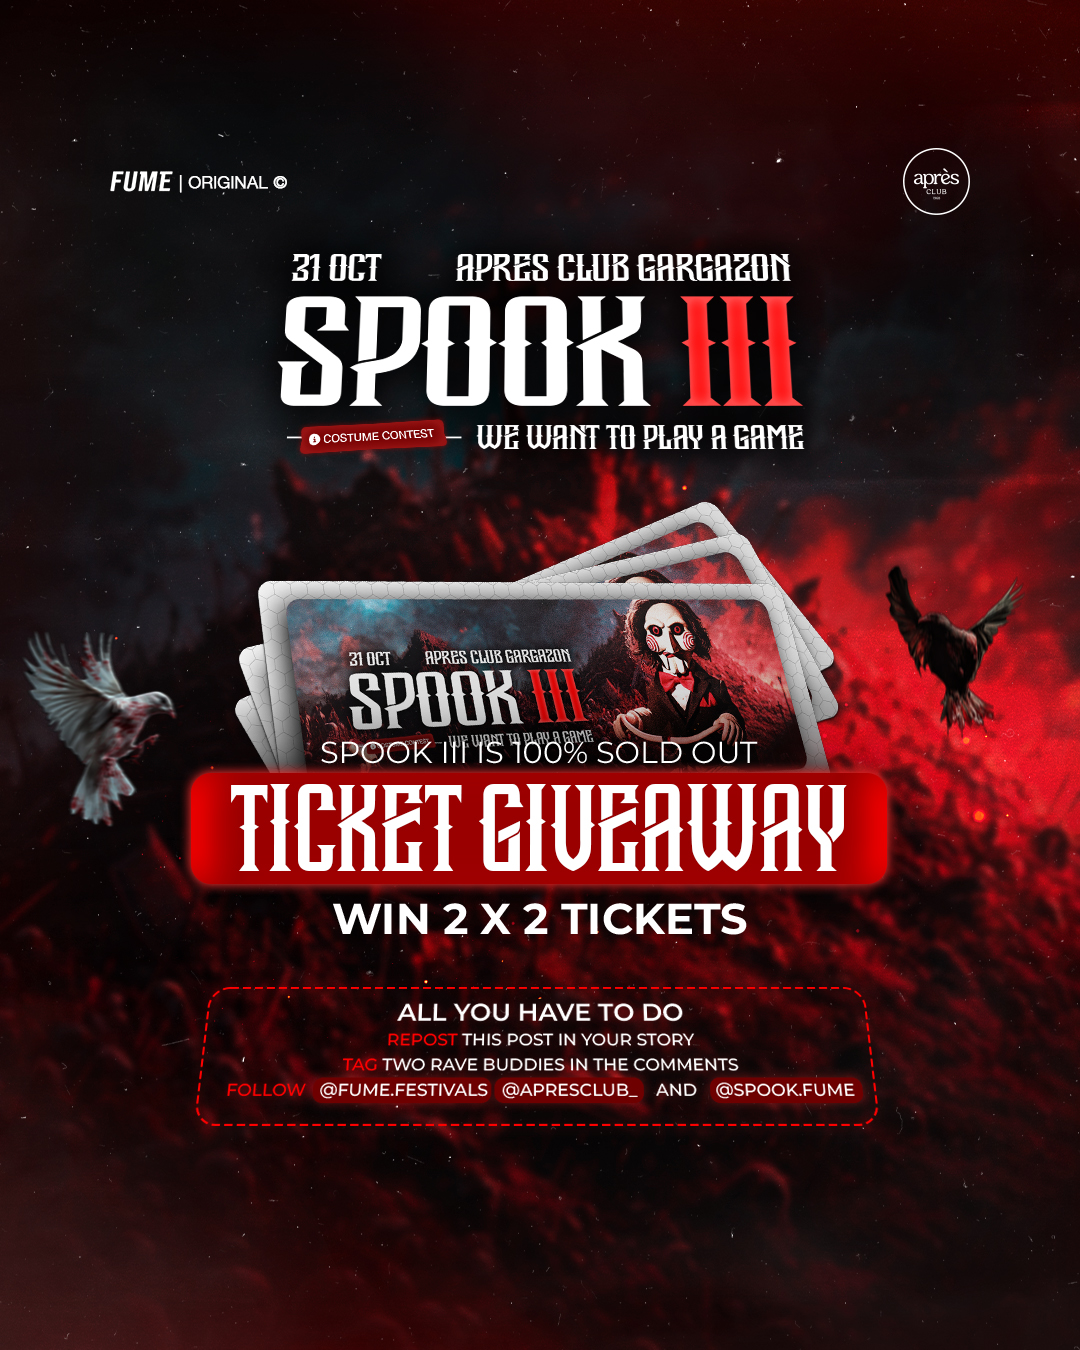 FUME | ORIGINAL ©
après
CLUB
31 OCT APRES CLUB GARGAZON
SPOOK III
COSTUME CONTEST WE WANT TO PLAY A GAME
31 OCT APRES CLUB GARGAZON
SPOOK III
WE WANT TO PLAY A GAME
SPOOK III IS 100% SOLD OUT
TICKET GIVEAWAY
WIN 2 X 2 TICKETS
ALL YOU HAVE TO DO
REPOST THIS POST IN YOUR STORY
TAG TWO RAVE BUDDIES IN THE COMMENTS
FOLLOW @FUME.FESTIVALS @APRESCLUB_ AND @SPOOK.FUME